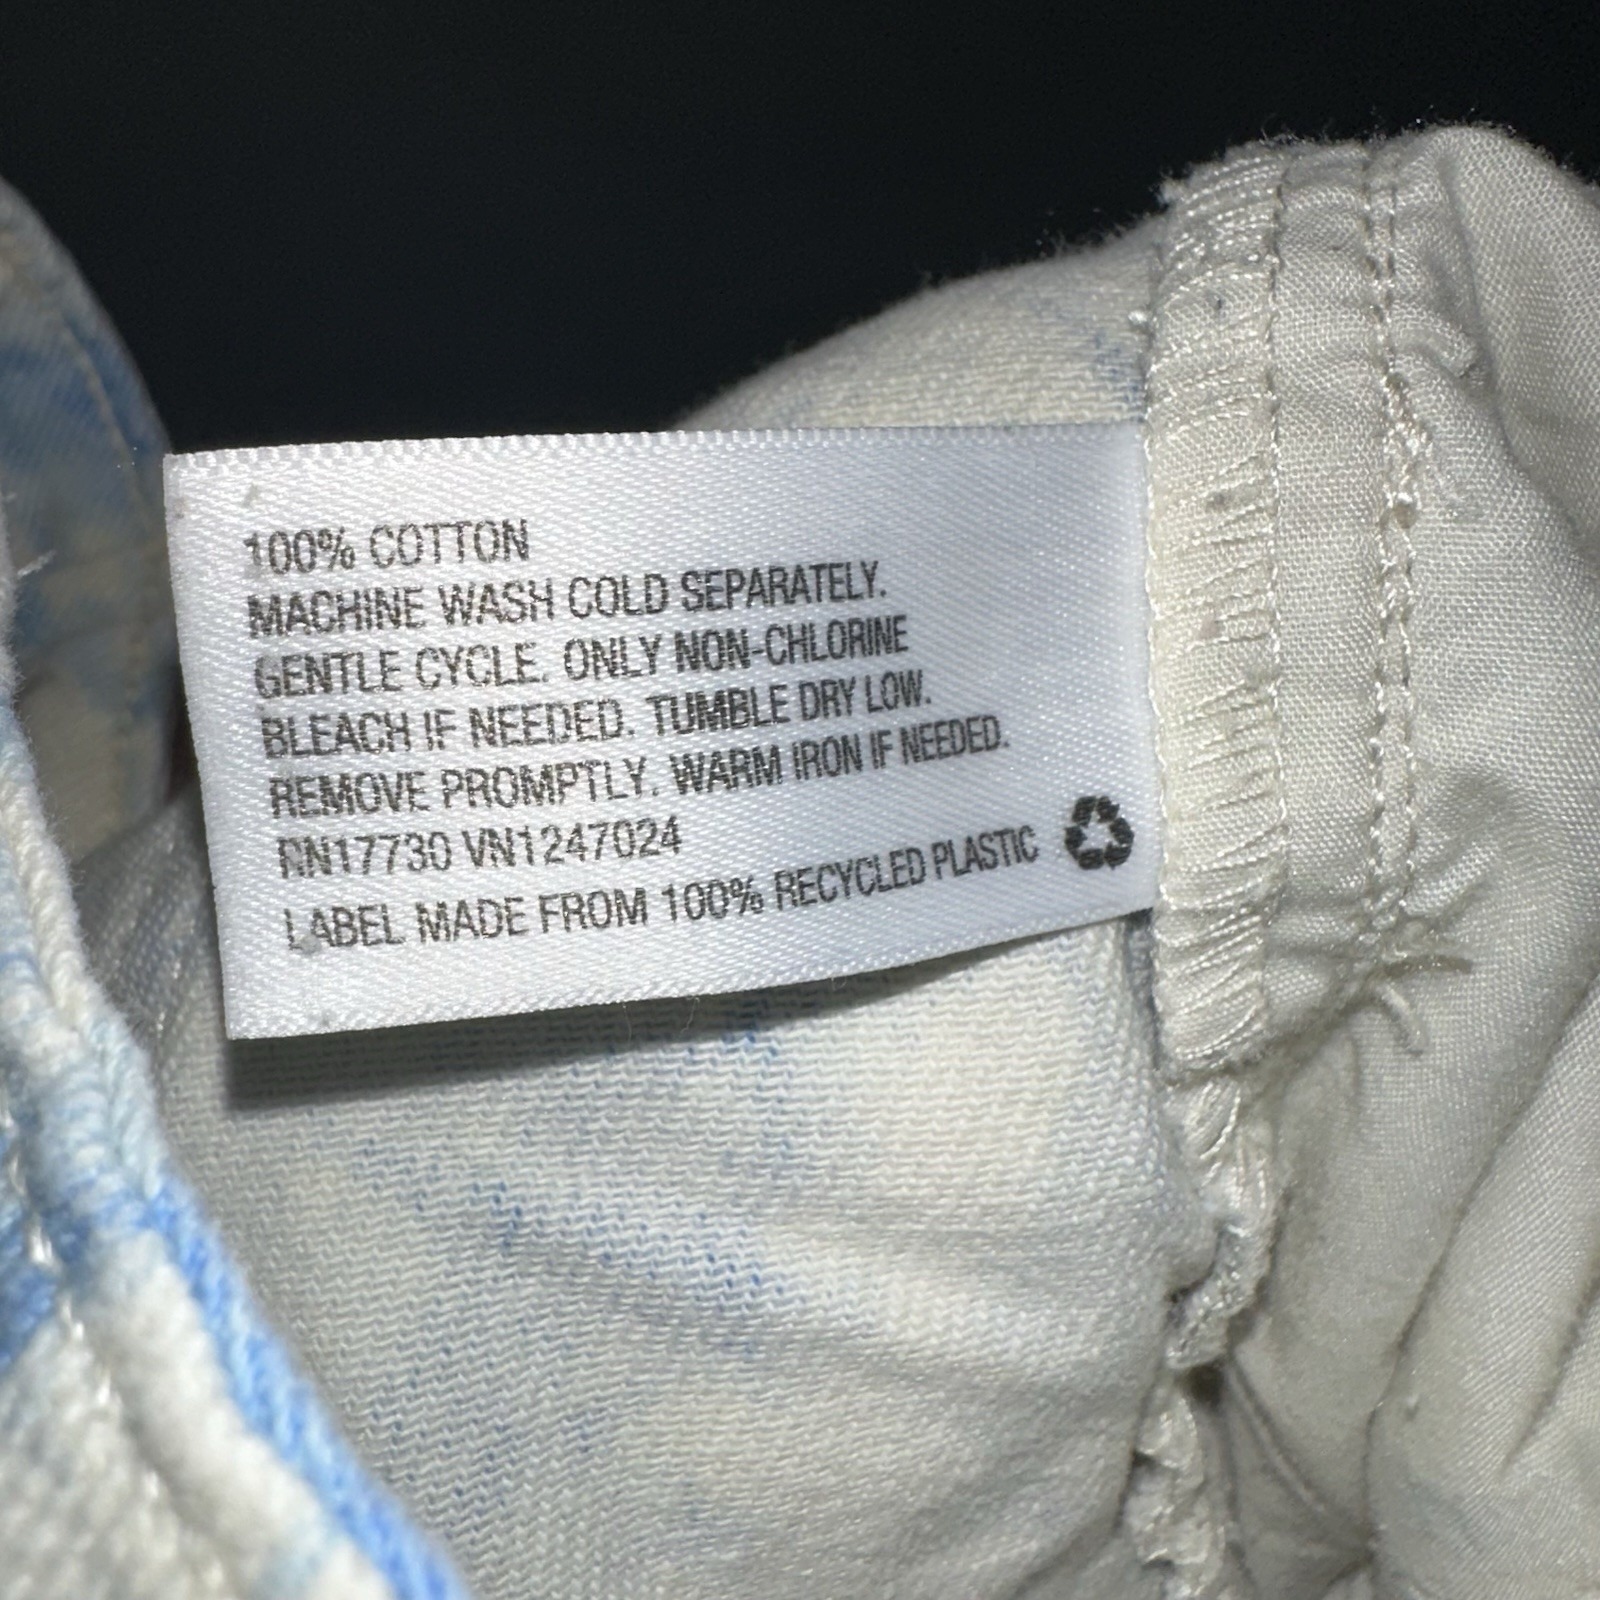 100% COTTON
MACHINE WASH COLD SEPARATELY.
GENTLE CYCLE. ONLY NON-CHLORINE
BLEACH IF NEEDED. TUMBLE DRY LOW.
REMOVE PROMPTLY. WARM IRON IF NEEDED.
RN17730 VN1247024
LABEL MADE FROM 100% RECYCLED PLASTIC